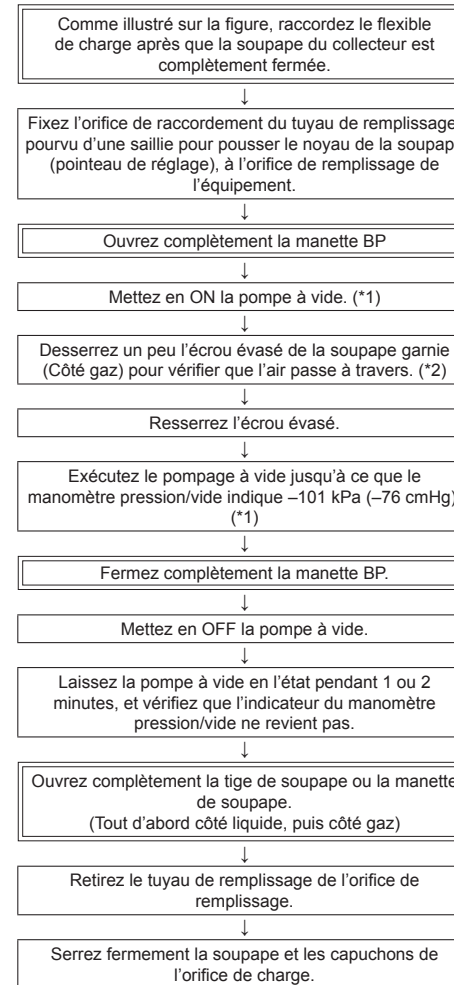 Comme illustré sur la figure, raccordez le flexible
de charge après que la soupape du collecteur est
complètement fermée.
↓
Fixez l'orifice de raccordement du tuyau de remplissage
pourvu d'une saillie pour pousser le noyau de la soupap
(pointeau de réglage), à l'orifice de remplissage de
l'équipement.
↓
Ouvrez complètement la manette BP
↓
Mettez en ON la pompe à vide. (*1)
↓
Desserrez un peu l'écrou évasé de la soupape garnie
(Côté gaz) pour vérifier que l'air passe à travers. (*2)
↓
Resserrez l'écrou évasé.
↓
Exécutez le pompage à vide jusqu'à ce que le
manomètre pression/vide indique –101 kPa (–76 cmHg)
(*1)
↓
Fermez complètement la manette BP.
↓
Mettez en OFF la pompe à vide.
↓
Laissez la pompe à vide en l'état pendant 1 ou 2
minutes, et vérifiez que l'indicateur du manomètre
pression/vide ne revient pas.
↓
Ouvrez complètement la tige de soupape ou la manette
de soupape.
(Tout d'abord côté liquide, puis côté gaz)
↓
Retirez le tuyau de remplissage de l'orifice de
remplissage.
↓
Serrez fermement la soupape et les capuchons de
l'orifice de charge.